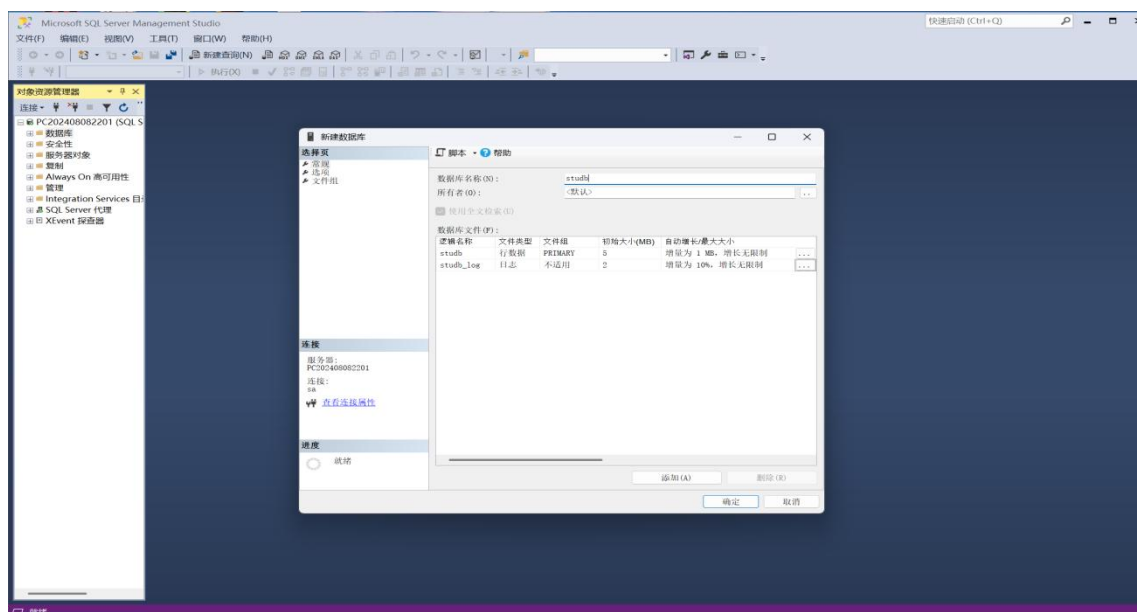 Microsoft SQL Server Management Studio
快速启动 (Ctrl+Q)
文件(F) 编辑(E) 视图(V) 工具(T) 窗口(W) 帮助(H)
新建查询(N)
执行(X)
对象资源管理器
连接
PC202408082201 (SQL S
数据库
安全性
服务器对象
复制
Always On 高可用性
管理
Integration Services 目
SQL Server 代理
XEvent 探查器
新建数据库
选择页
常规
选项
文件组
脚本 帮助
数据库名称(N): studb
所有者(O): <默认>
使用全文检索(U)
数据库文件(F):
逻辑名称 文件类型 文件组 初始大小(MB) 自动增长/最大大小
studb 行数据 PRIMARY 5 增量为 1 MB，增长无限制 ...
studb_log 日志 不适用 2 增量为 10%，增长无限制 ...
连接
服务器:
PC202408082201
连接:
sa
查看连接属性
进度
就绪
添加(A) 删除(R)
确定 取消
就绪